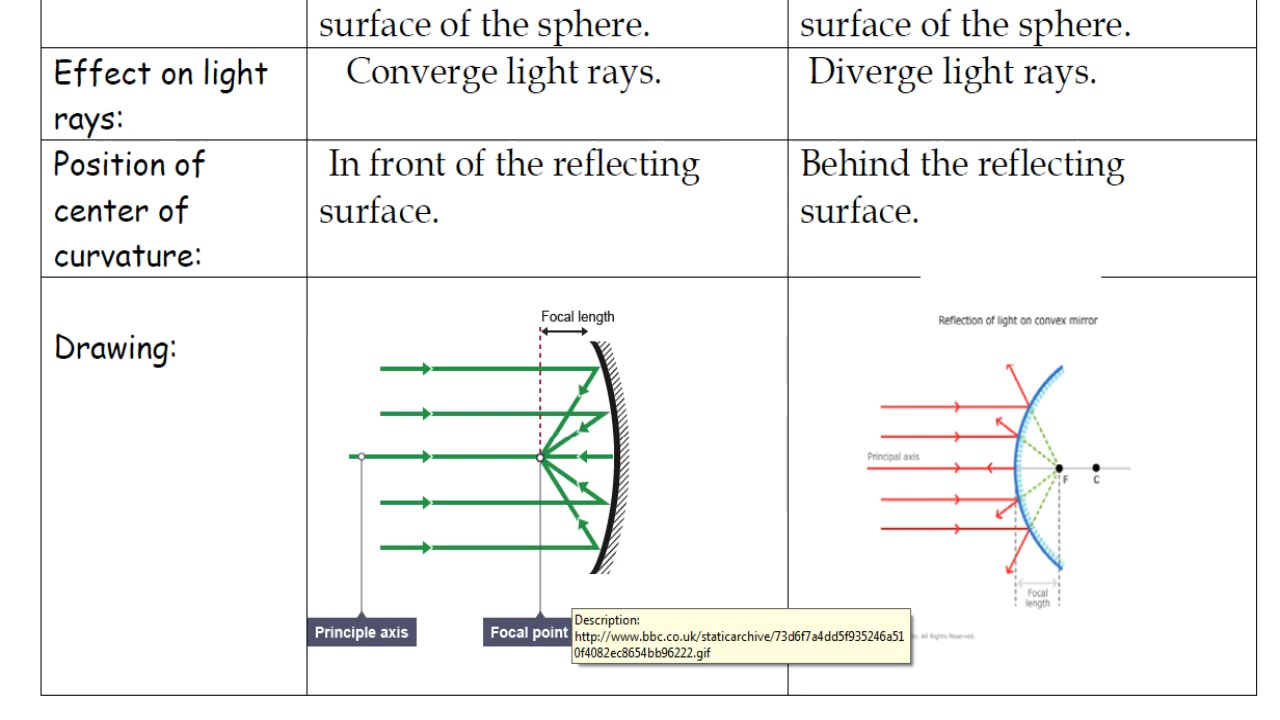 surface of the sphere.
surface of the sphere.
Effect on light
rays:
Converge light rays.
Diverge light rays.
Position of
center of
curvature:
In front of the reflecting
surface.
Behind the reflecting
surface.
Drawing:
Focal length
Principle axis
Focal point
Description:
http://www.bbc.co.uk/staticarchive/73d6f7a4dd5f935246a51
0f4082ec8654bb96222.gif
Reflection of light on convex mirror
Principal axis
F
C
Focal
length
All Rights Reserved.